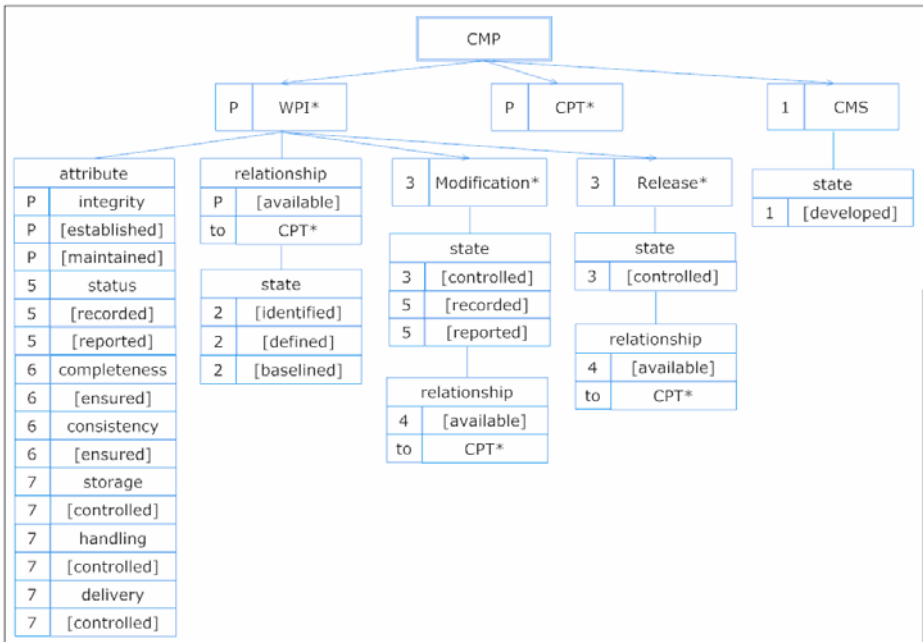 CMP
P WPI*
P CPT*
1 CMS
attribute
P integrity
P [established]
P [maintained]
5 status
5 [recorded]
5 [reported]
6 completeness
6 [ensured]
6 consistency
6 [ensured]
7 storage
7 [controlled]
7 handling
7 [controlled]
7 delivery
7 [controlled]
relationship
P [available]
to CPT*
state
2 [identified]
2 [defined]
2 [baselined]
3 Modification*
state
3 [controlled]
5 [recorded]
5 [reported]
relationship
4 [available]
to CPT*
3 Release*
state
3 [controlled]
relationship
4 [available]
to CPT*
state
1 [developed]